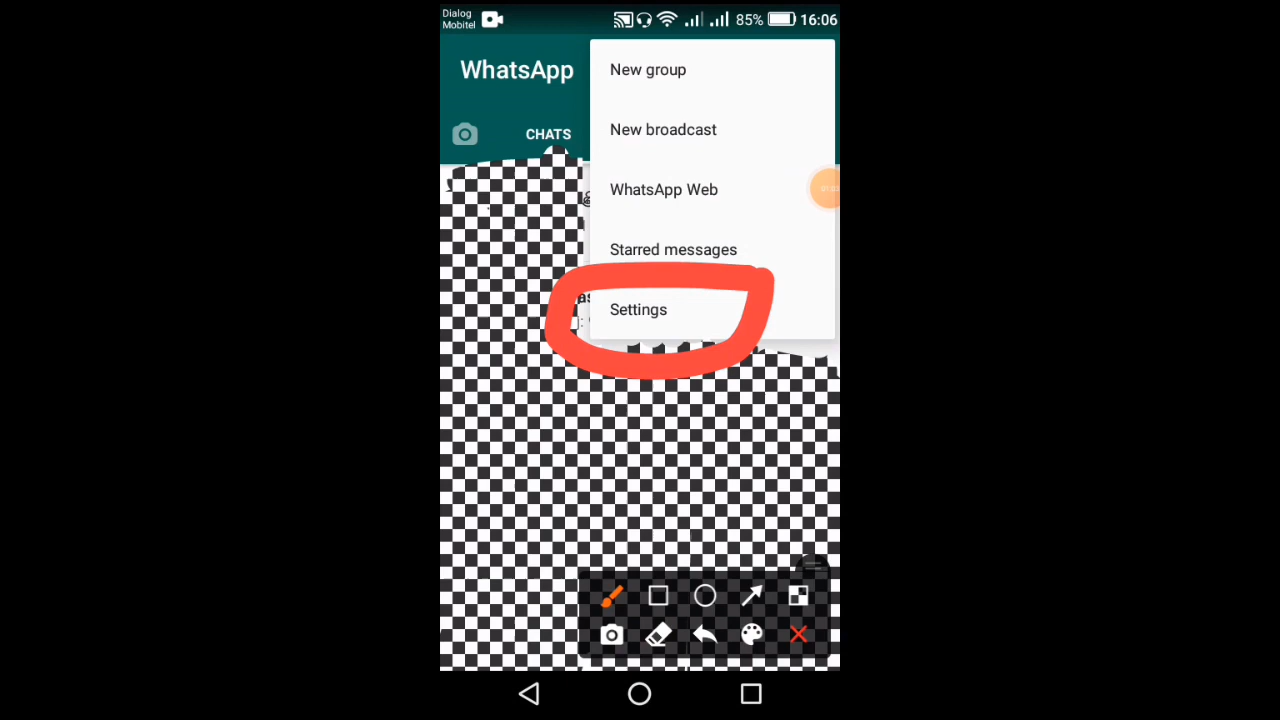 Dialog
Mobitel
85%
16:06
WhatsApp
CHATS
New group
New broadcast
WhatsApp Web
Starred messages
Settings